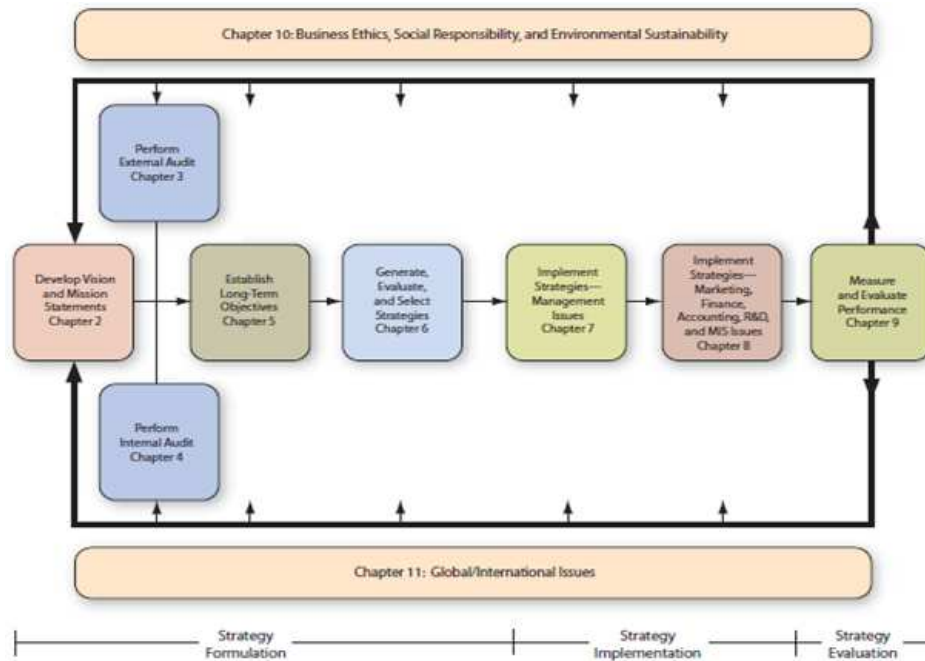 Chapter 10: Business Ethics, Social Responsibility, and Environmental Sustainability
Perform
External Audit
Chapter 3
Develop Vision
and Mission
Statements
Chapter 2
Establish
Long-Term
Objectives
Chapter 5
Generate,
Evaluate,
and Select
Strategies
Chapter 6
Implement
Strategies—
Management
Issues
Chapter 7
Implement
Strategies—
Marketing,
Finance,
Accounting, R&D,
and MIS Issues
Chapter 8
Measure
and Evaluate
Performance
Chapter 9
Perform
Internal Audit
Chapter 4
Chapter 11: Global/International Issues
Strategy
Formulation
Strategy
Implementation
Strategy
Evaluation